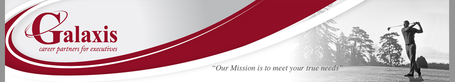 Galaxis
career partners for executives
“Our Mission is to meet your true needs”